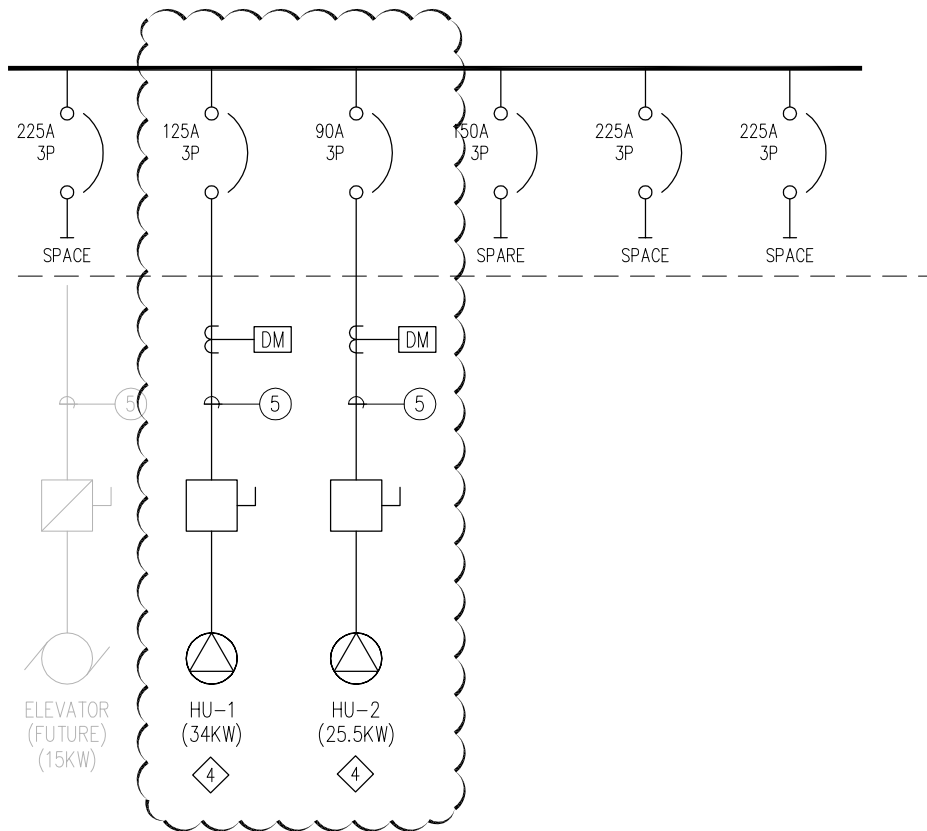 225A
3P
SPACE
125A
3P
90A
3P
150A
3P
SPARE
225A
3P
SPACE
225A
3P
SPACE
DM
DM
5
5
5
ELEVATOR
(FUTURE)
(15KW)
HU-1
(34KW)
4
HU-2
(25.5KW)
4